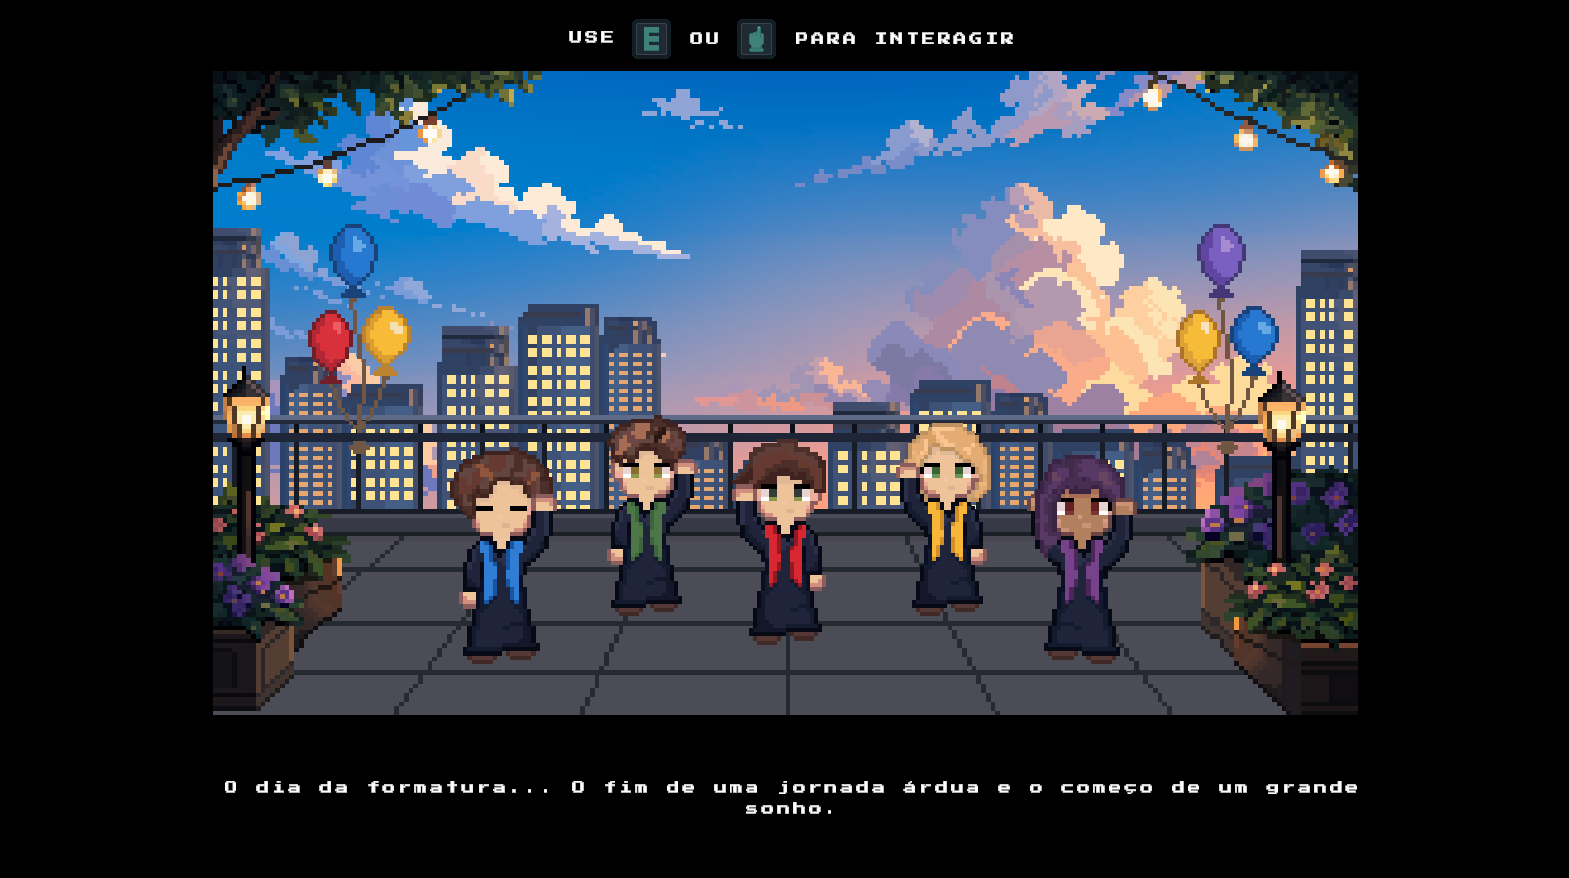 USE E OU PARA INTERAGIR
O dia da formatura... O fim de uma jornada árdua e o começo de um grande
sonho.